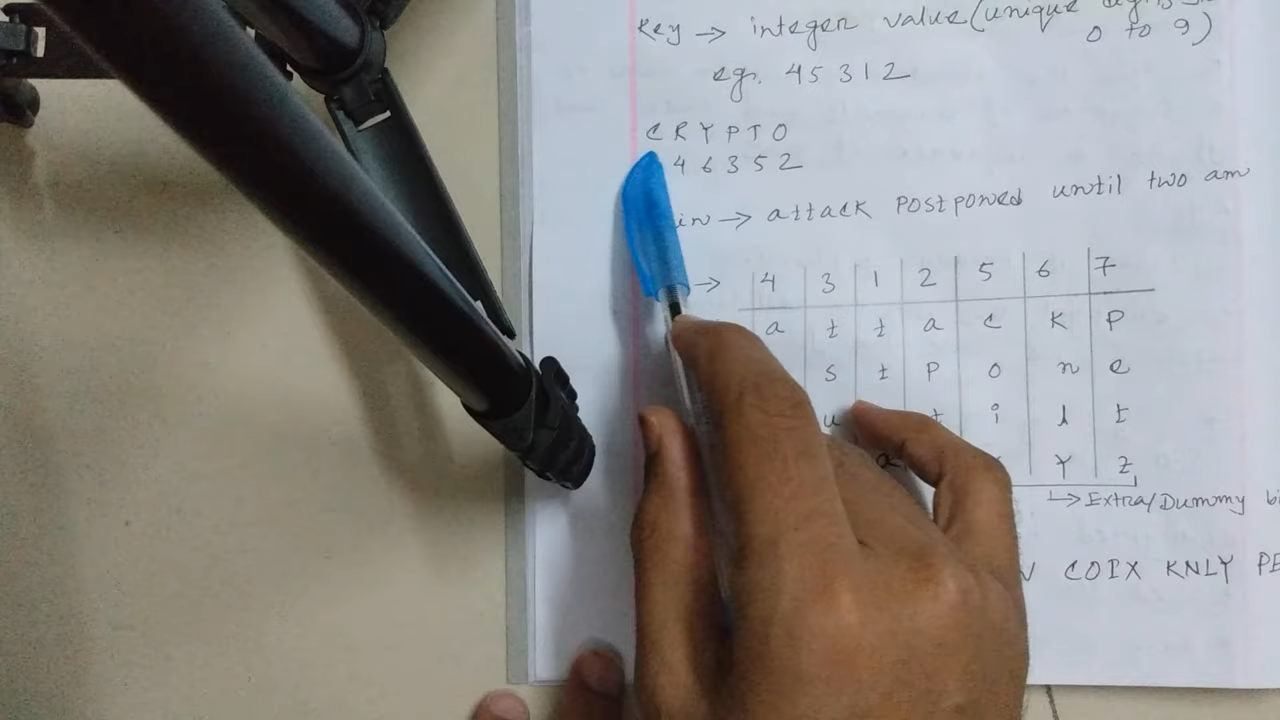 Key → integer value (unique
0 to 9)
eg. 45312
CRYPTO
46352
→ attack postponed until two am
→ 4 3 1 2 5 6 7
a t t a c k p
s t p o n e
u t i l t
a Y Z
→ Extra/Dummy
COIX KNLY